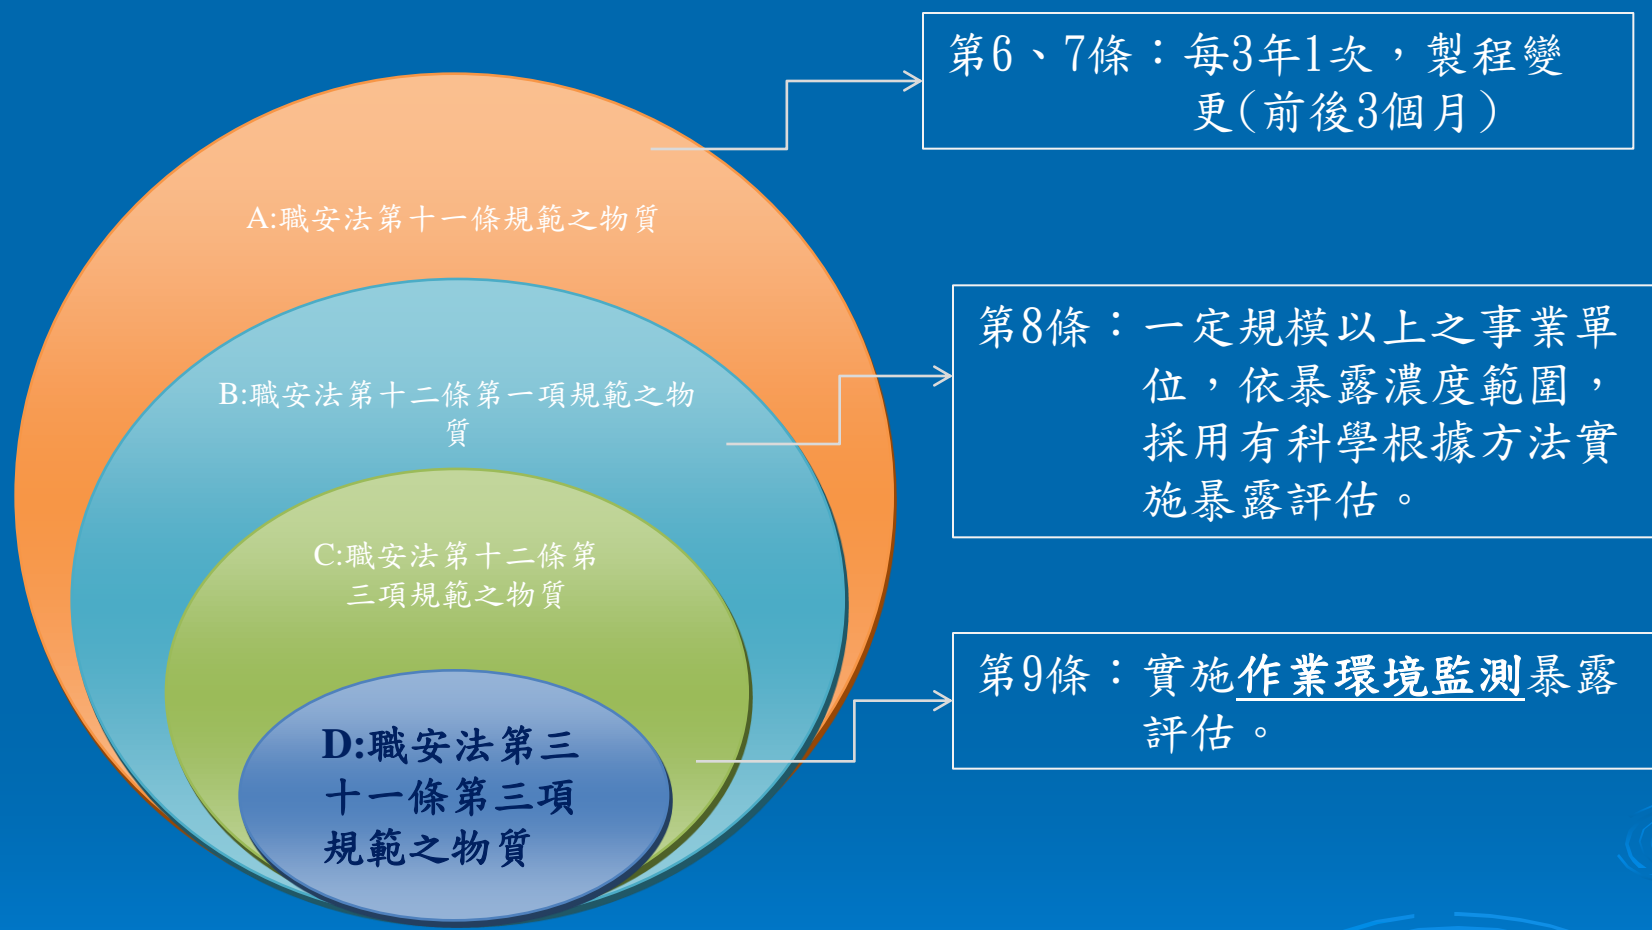 第6、7條：每3年1次，製程變
更(前後3個月)
A:職安法第十一條規範之物質
第8條：一定規模以上之事業單
位，依暴露濃度範圍，
採用有科學根據方法實
施暴露評估。
B:職安法第十二條第一項規範之物
質
C:職安法第十二條第
三項規範之物質
第9條：實施作業環境監測暴露
評估。
D:職安法第三
十一條第三項
規範之物質